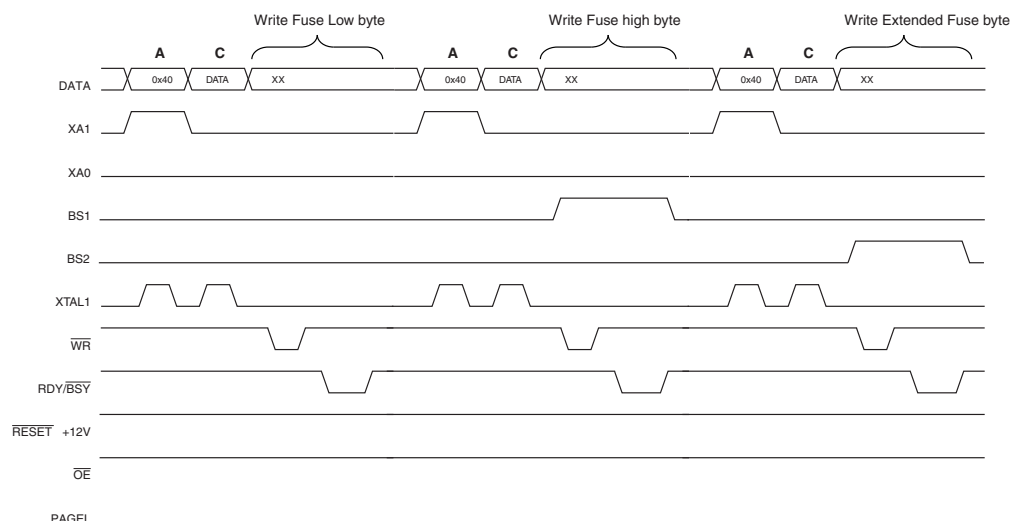 Write Fuse Low byte Write Fuse high byte Write Extended Fuse byte
A C A C A C
DATA 0x40 DATA XX 0x40 DATA XX 0x40 DATA XX
XA1
XA0
BS1
BS2
XTAL1
WR
RDY/BSY
RESET +12V
OE
PAGEL